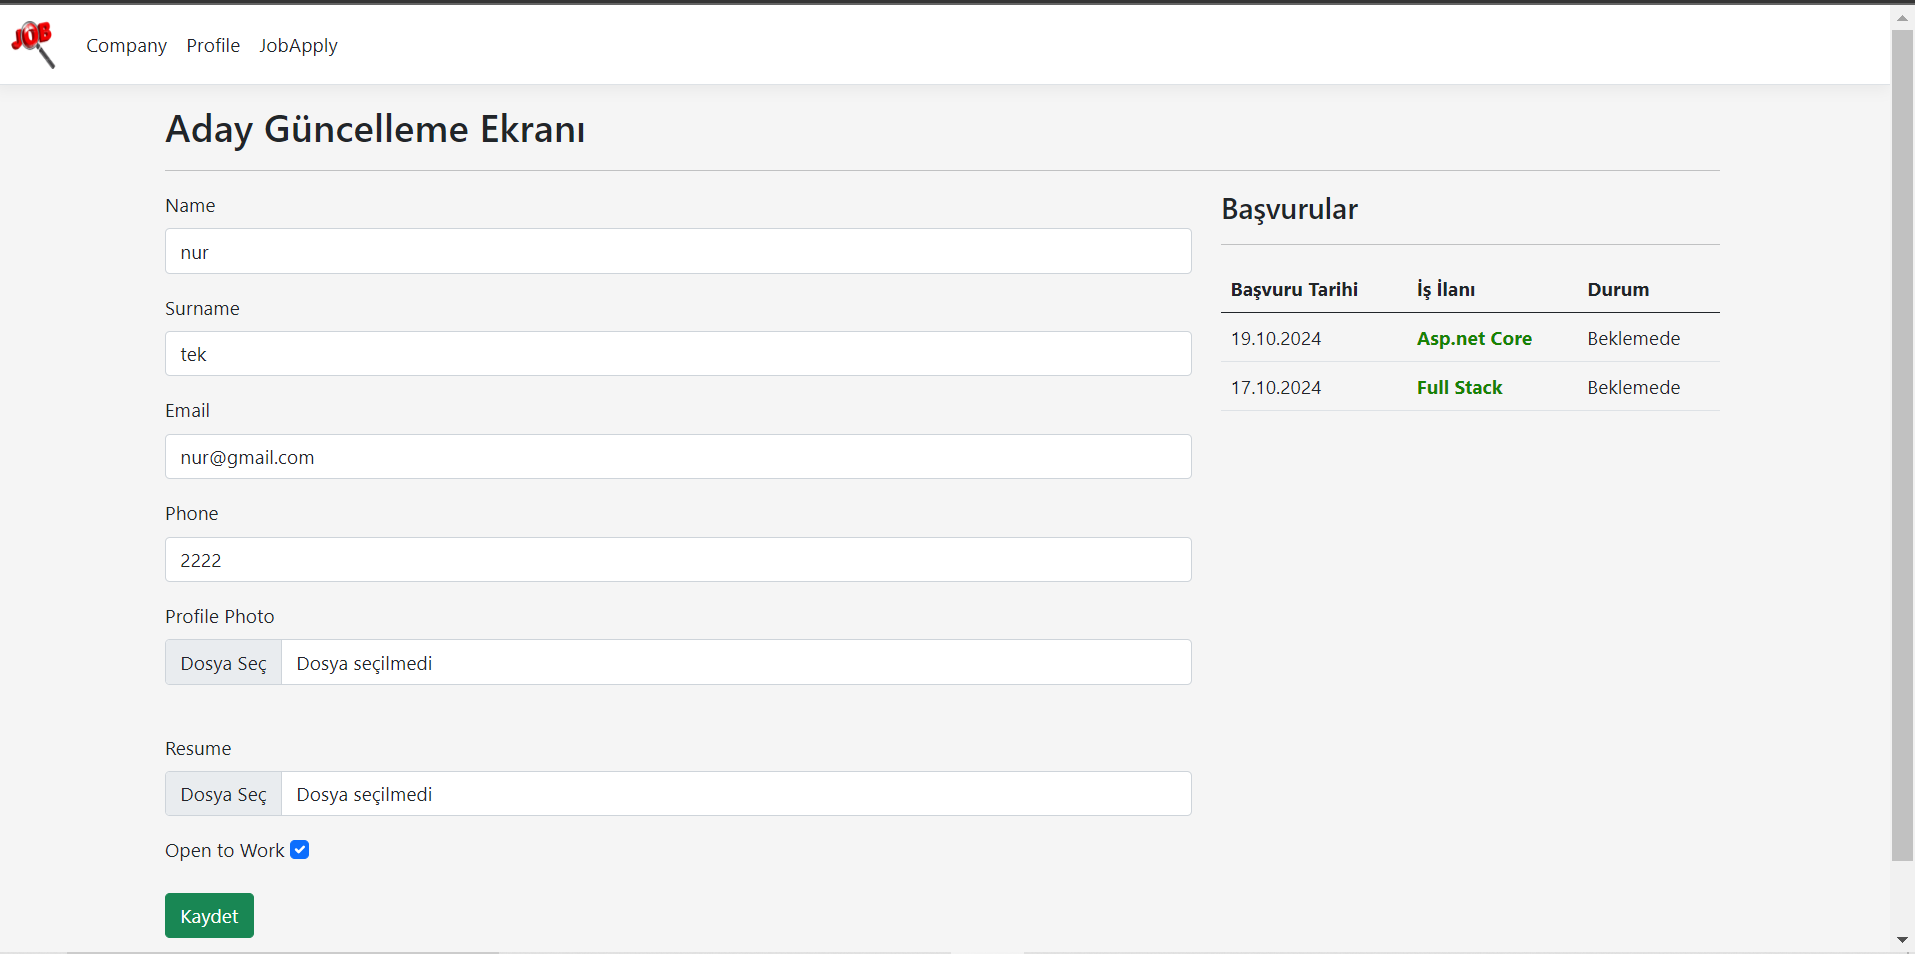 JOB
Company Profile JobApply
Aday Güncelleme Ekranı
Name
nur
Surname
tek
Email
nur@gmail.com
Phone
2222
Profile Photo
Dosya Seç Dosya seçilmedi
Resume
Dosya Seç Dosya seçilmedi
Open to Work
Kaydet
Başvurular
Başvuru Tarihi İş İlanı Durum
19.10.2024 Asp.net Core Beklemede
17.10.2024 Full Stack Beklemede